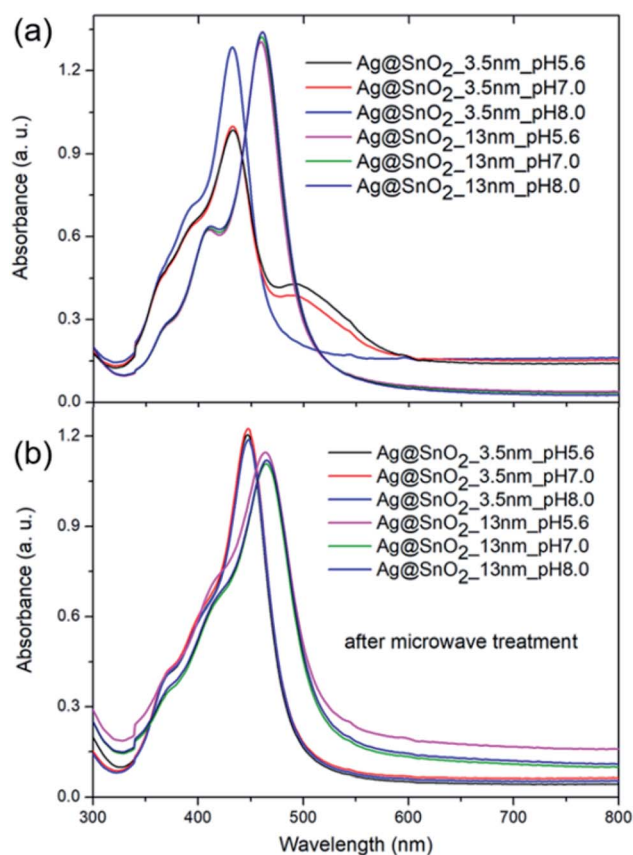 (a)
Ag@SnO2_3.5nm_pH5.6
Ag@SnO2_3.5nm_pH7.0
Ag@SnO2_3.5nm_pH8.0
Ag@SnO2_13nm_pH5.6
Ag@SnO2_13nm_pH7.0
Ag@SnO2_13nm_pH8.0
Absorbance (a. u.)
1.2
0.9
0.6
0.3
0.0
(b)
Ag@SnO2_3.5nm_pH5.6
Ag@SnO2_3.5nm_pH7.0
Ag@SnO2_3.5nm_pH8.0
Ag@SnO2_13nm_pH5.6
Ag@SnO2_13nm_pH7.0
Ag@SnO2_13nm_pH8.0
after microwave treatment
Absorbance (a. u.)
1.2
0.9
0.6
0.3
0.0
300 400 500 600 700 800
Wavelength (nm)